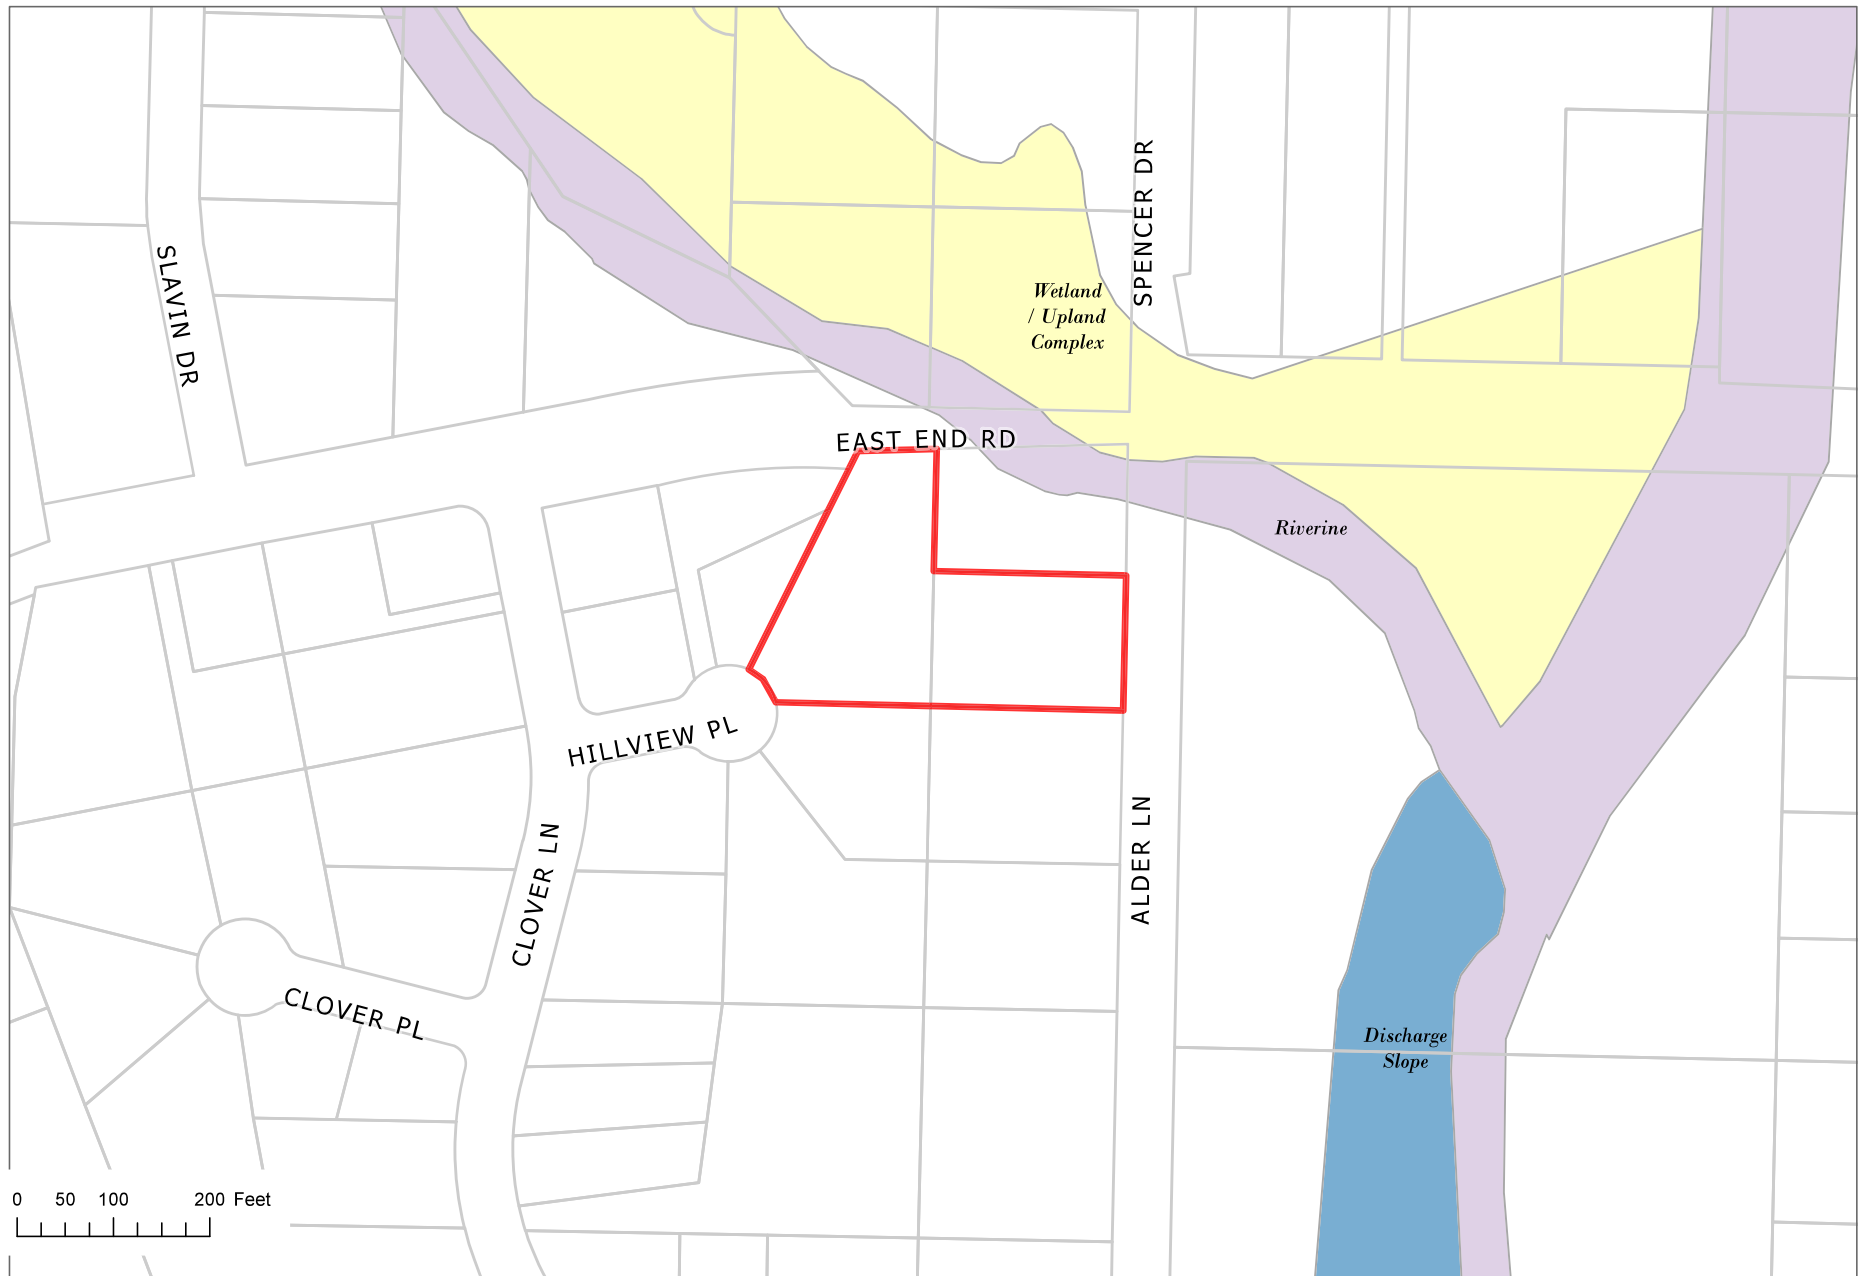 SPENCER DR
SLAVIN DR
Wetland
/ Upland
Complex
EAST END RD
Riverine
HILLVIEW PL
CLOVER LN
ALDER LN
CLOVER PL
Discharge
Slope
0 50 100 200 Feet